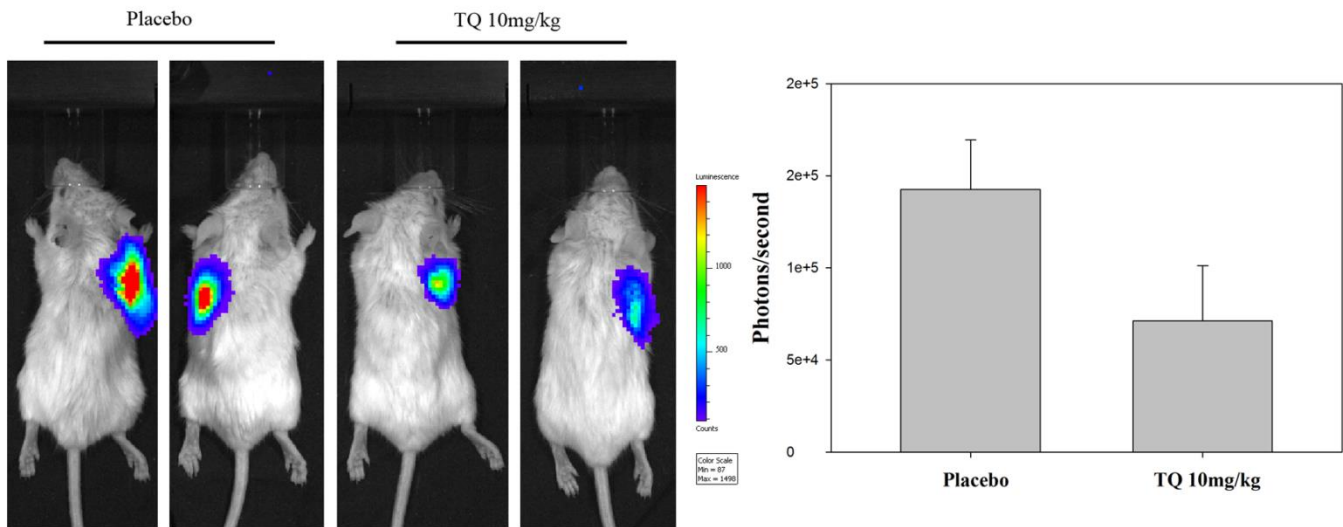 Placebo
TQ 10mg/kg
Luminescence
1000
500
Counts
Color Scale
Min = 87
Max = 1498
Photons/second
2e+5
2e+5
1e+5
5e+4
0
Placebo
TQ 10mg/kg